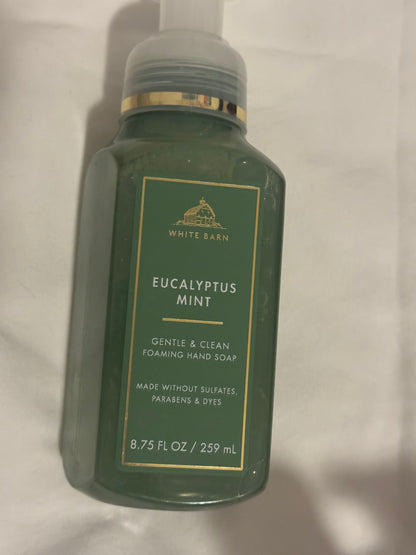 WHITE BARN
EUCALYPTUS
MINT
GENTLE & CLEAN
FOAMING HAND SOAP
MADE WITHOUT SULFATES,
PARABENS & DYES
8.75 FL OZ / 259 mL